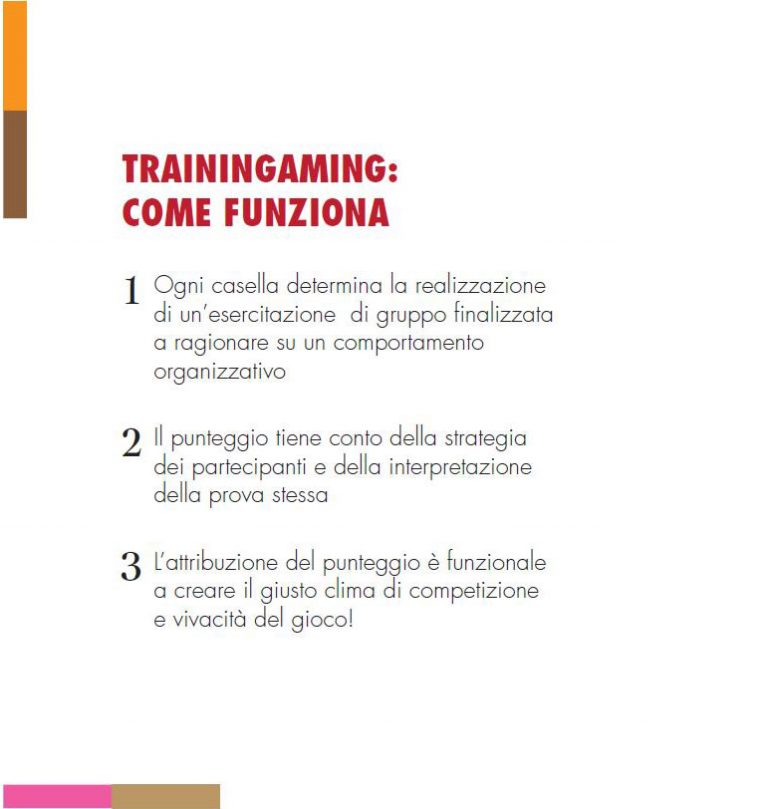 TRAININGAMING:
COME FUNZIONA
1 Ogni casella determina la realizzazione
di un'esercitazione  di gruppo finalizzata
a ragionare su un comportamento
organizzativo
2 Il punteggio tiene conto della strategia
dei partecipanti e della interpretazione
della prova stessa
3 L'attribuzione del punteggio è funzionale
a creare il giusto clima di competizione
e vivacità del gioco!